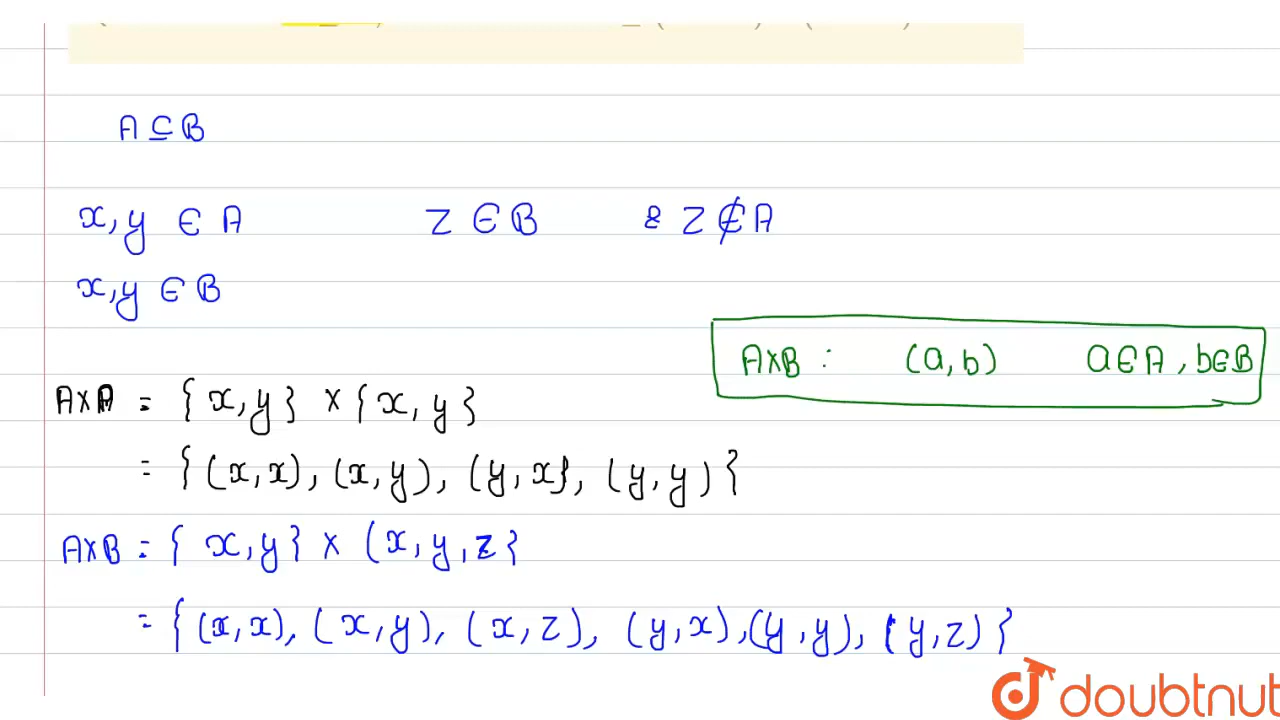 A ⊆ B
x, y ∈ A z ∈ B & z ∉ A
x, y ∈ B
A×B : (a, b) a∈A, b∈B
A×A = { x, y } × { x, y }
= { (x, x), (x, y), (y, x}, (y, y) }
A×B = { x, y } × ( x, y, z }
= { (x, x), (x, y), (x, z), (y, x), (y, y), (y, z) }
doubtnut